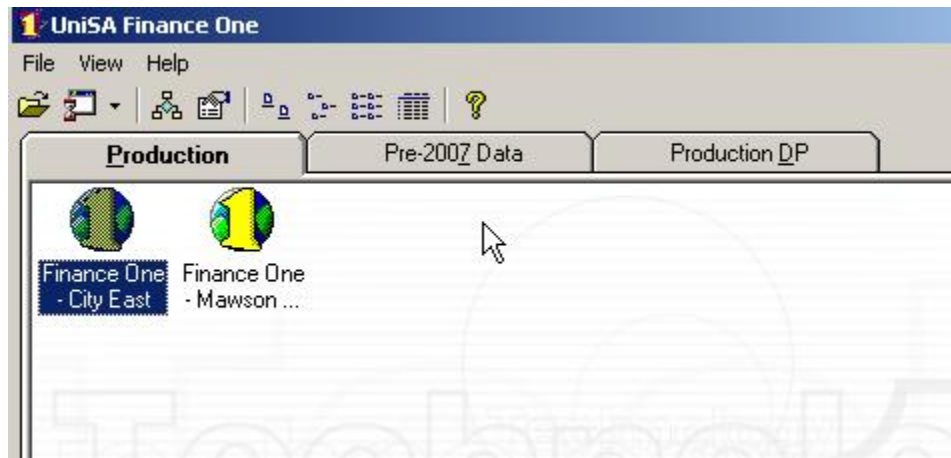 UniSA Finance One
File View Help
Production Pre-2007 Data Production DP
Finance One Finance One
- City East - Mawson ...